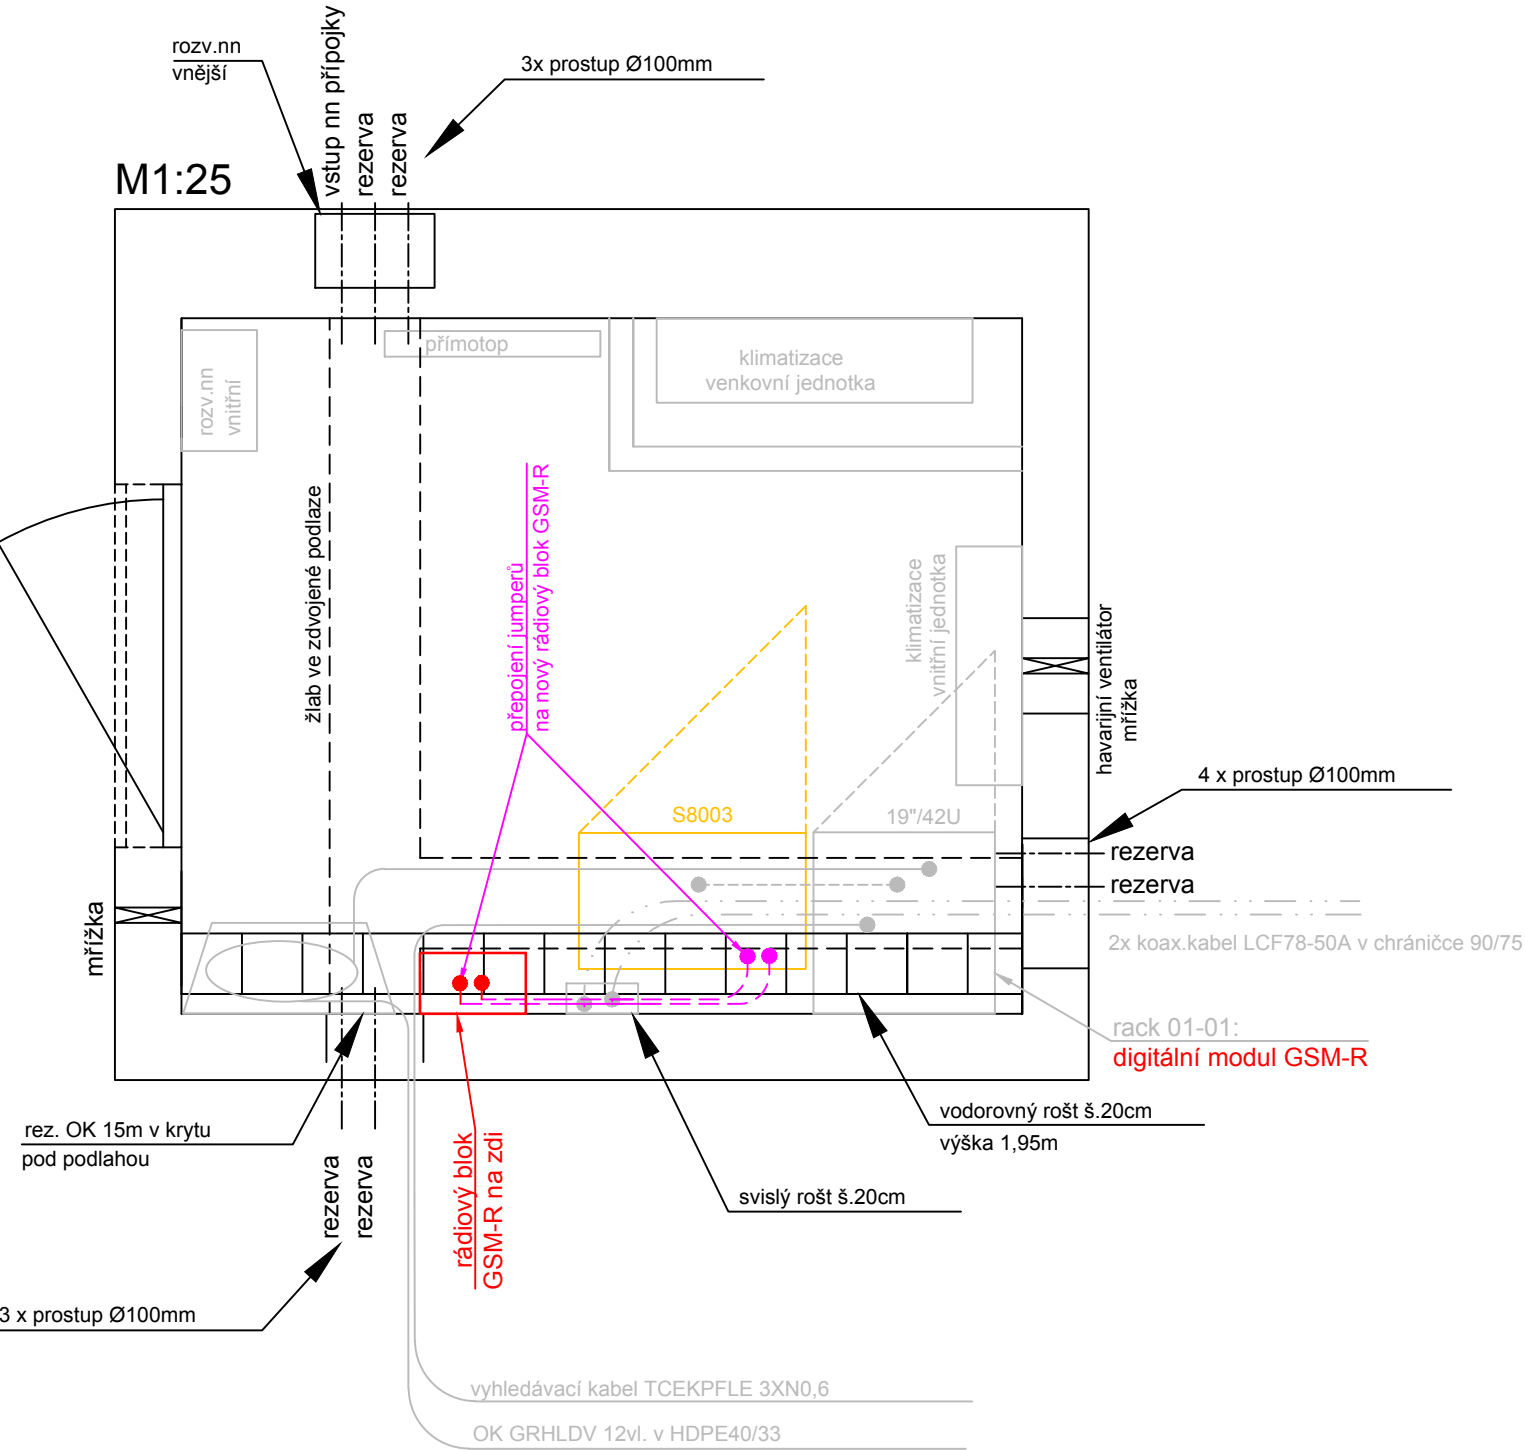 rozv.nn
vnější
vstup nn přípojky
rezerva
rezerva
3x prostup Ø100mm
M1:25
přímotop
klimatizace
venkovní jednotka
rozv.nn
vnitřní
žlab ve zdvojené podlaze
přepojení jumperů
na nový rádiový blok GSM-R
klimatizace
vnitřní jednotka
havarijní ventilátor
mřížka
4 x prostup Ø100mm
S8003
19"/42U
rezerva
rezerva
mřížka
2x koax.kabel LCF78-50A v chráničce 90/75
rack 01-01:
digitální modul GSM-R
vodorovný rošt š.20cm
výška 1,95m
rez. OK 15m v krytu
pod podlahou
rezerva
rezerva
rádiový blok
GSM-R na zdi
svislý rošt š.20cm
3 x prostup Ø100mm
vyhledávací kabel TCEKPFLE 3XN0,6
OK GRHLDV 12vl. v HDPE40/33